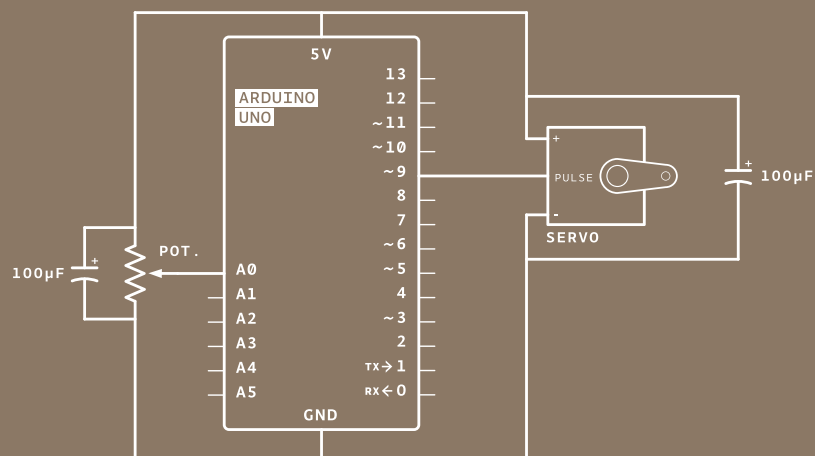 5V
ARDUINO
UNO
13
12
~11
~10
~9
8
7
~6
~5
4
~3
2
TX→1
RX←0
A0
A1
A2
A3
A4
A5
GND
POT.
+
100µF
+
PULSE
-
SERVO
+
100µF